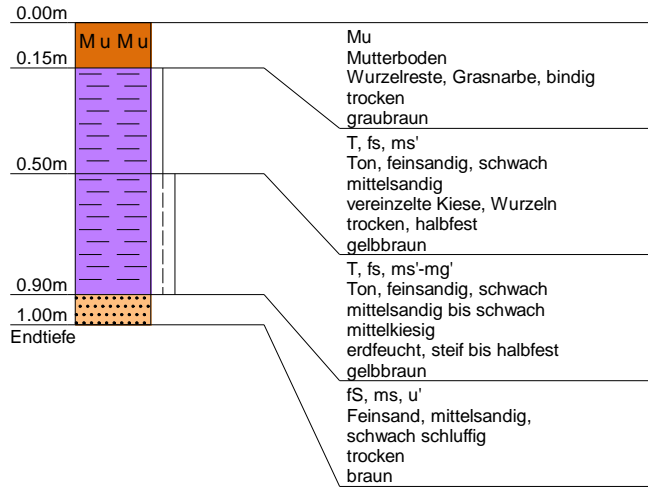 0.00m
Mu Mu
0.15m
0.50m
0.90m
1.00m
Endtiefe
Mu
Mutterboden
Wurzelreste, Grasnarbe, bindig
trocken
graubraun
T, fs, ms'
Ton, feinsandig, schwach
mittelsandig
vereinzelte Kiese, Wurzeln
trocken, halbfest
gelbbraun
T, fs, ms'-mg'
Ton, feinsandig, schwach
mittelsandig bis schwach
mittelkiesig
erdfeucht, steif bis halbfest
gelbbraun
fS, ms, u'
Feinsand, mittelsandig,
schwach schluffig
trocken
braun